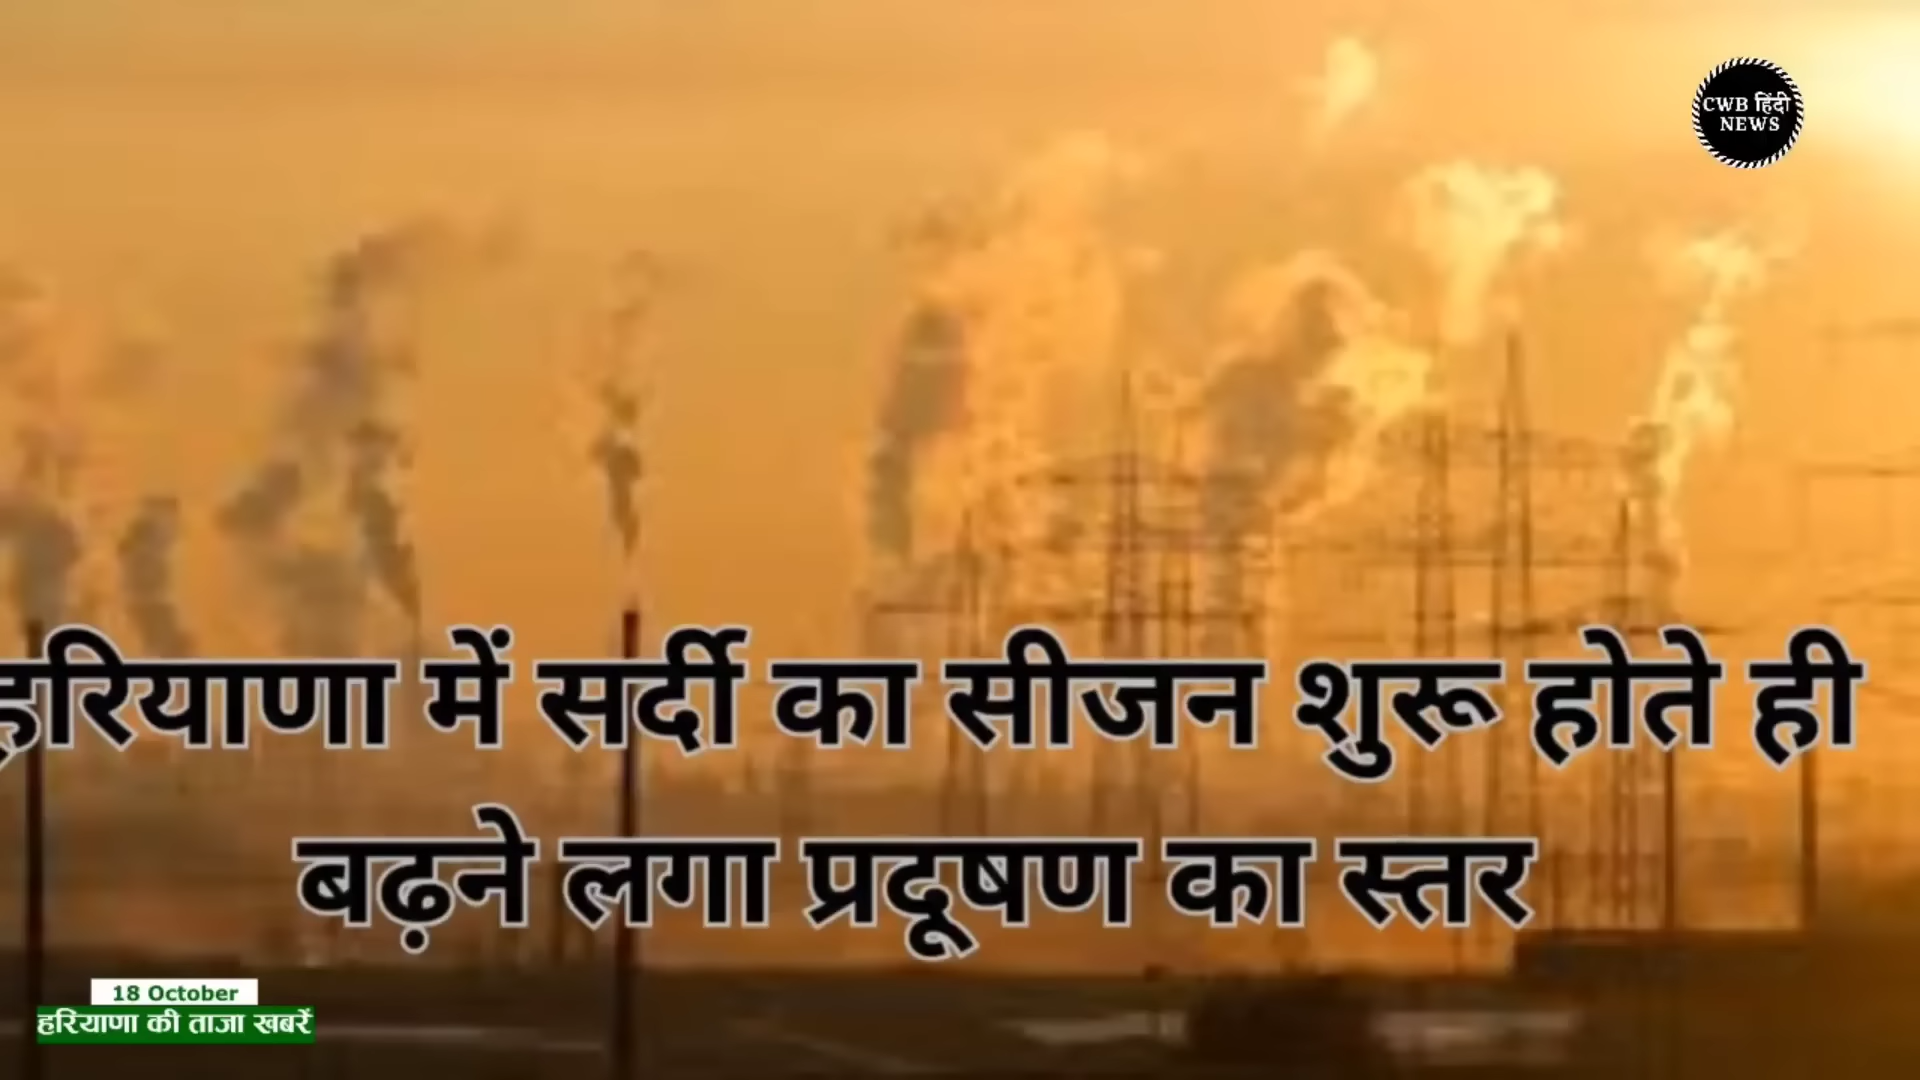 CWB हिंदी
NEWS
हरियाणा में सर्दी का सीजन शुरू होते ही
बढ़ने लगा प्रदूषण का स्तर
18 October
हरियाणा की ताजा खबरें